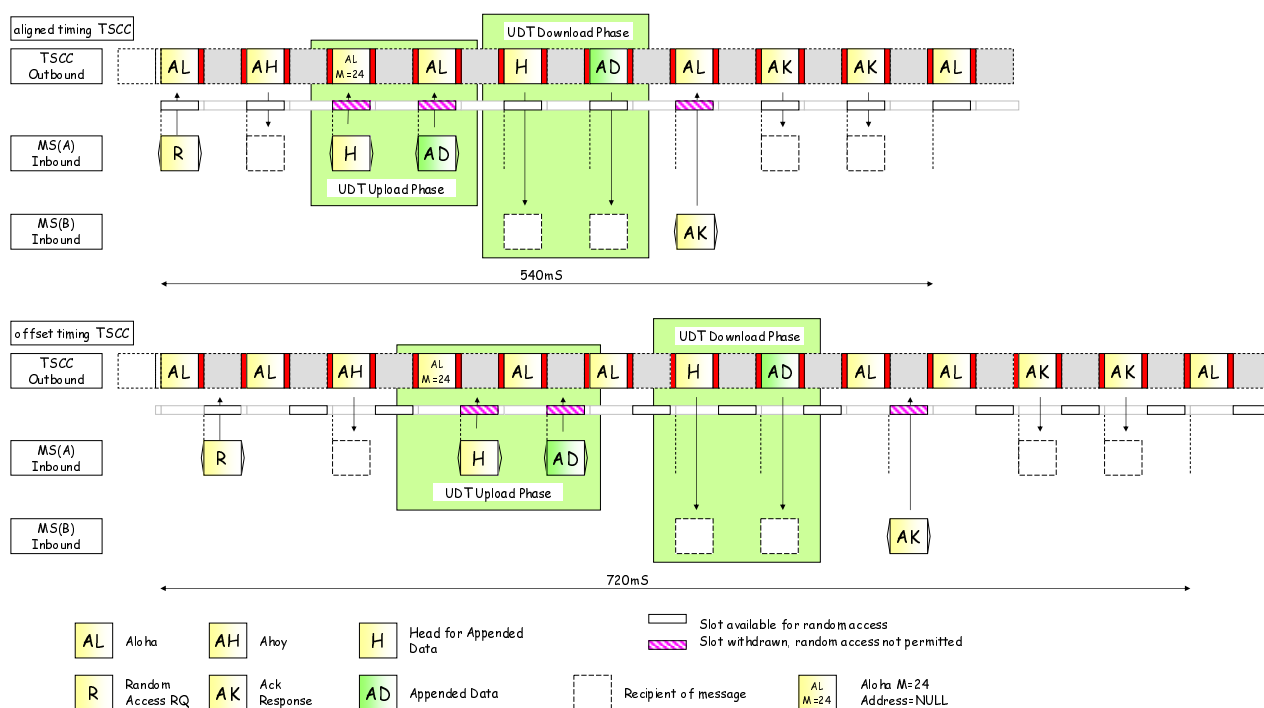 aligned timing TSCC
UDT Download Phase
TSCC
Outbound
AL
AH
AL
M=24
AL
H
AD
AL
AK
AK
AL
MS(A)
Inbound
R
H
AD
UDT Upload Phase
MS(B)
Inbound
AK
540mS
offset timing TSCC
UDT Download Phase
TSCC
Outbound
AL
AL
AH
AL
M=24
AL
AL
H
AD
AL
AL
AK
AK
AL
MS(A)
Inbound
R
H
AD
UDT Upload Phase
MS(B)
Inbound
AK
720mS
AL
Aloha
AH
Ahoy
H
Head for Appended
Data
Slot available for random access
Slot withdrawn, random access not permitted
R
Random
Access RQ
AK
Ack
Response
AD
Appended Data
Recipient of message
AL
M=24
Aloha M=24
Address=NULL